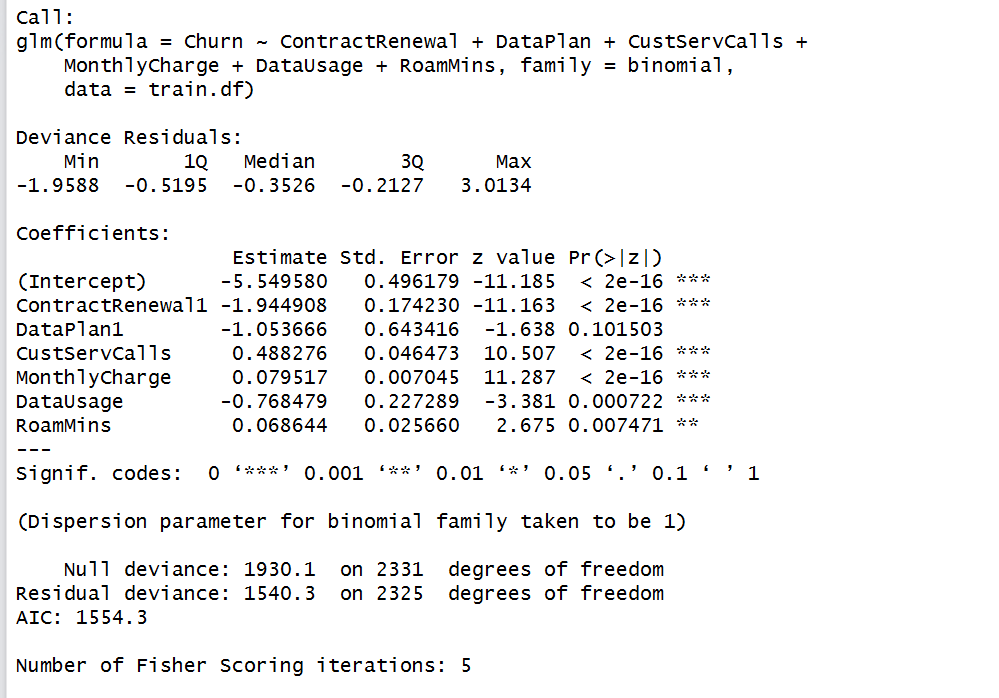 Call:
glm(formula = Churn ~ ContractRenewal + DataPlan + CustServCalls +
    MonthlyCharge + DataUsage + RoamMins, family = binomial,
    data = train.df)

Deviance Residuals:
    Min       1Q   Median       3Q      Max
-1.9588  -0.5195  -0.3526  -0.2127   3.0134

Coefficients:
                  Estimate Std. Error z value Pr(>|z|)
(Intercept)      -5.549580   0.496179 -11.185  < 2e-16 ***
ContractRenewal1 -1.944908   0.174230 -11.163  < 2e-16 ***
DataPlan1        -1.053666   0.643416  -1.638 0.101503
CustServCalls     0.488276   0.046473  10.507  < 2e-16 ***
MonthlyCharge     0.079517   0.007045  11.287  < 2e-16 ***
DataUsage        -0.768479   0.227289  -3.381 0.000722 ***
RoamMins          0.068644   0.025660   2.675 0.007471 **
---
Signif. codes:  0 ‘***’ 0.001 ‘**’ 0.01 ‘*’ 0.05 ‘.’ 0.1 ‘ ’ 1

(Dispersion parameter for binomial family taken to be 1)

    Null deviance: 1930.1  on 2331  degrees of freedom
Residual deviance: 1540.3  on 2325  degrees of freedom
AIC: 1554.3

Number of Fisher Scoring iterations: 5